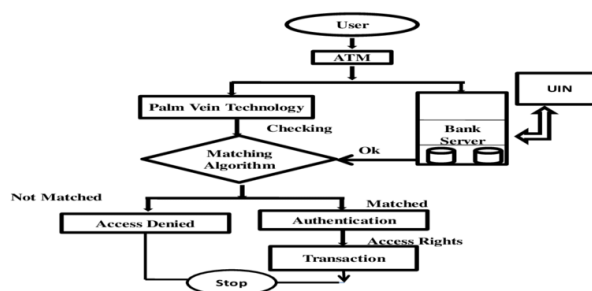 User
ATM
Palm Vein Technology
UIN
Checking
Bank
Server
Ok
Matching
Algorithm
Not Matched
Matched
Access Denied
Authentication
Access Rights
Transaction
Stop